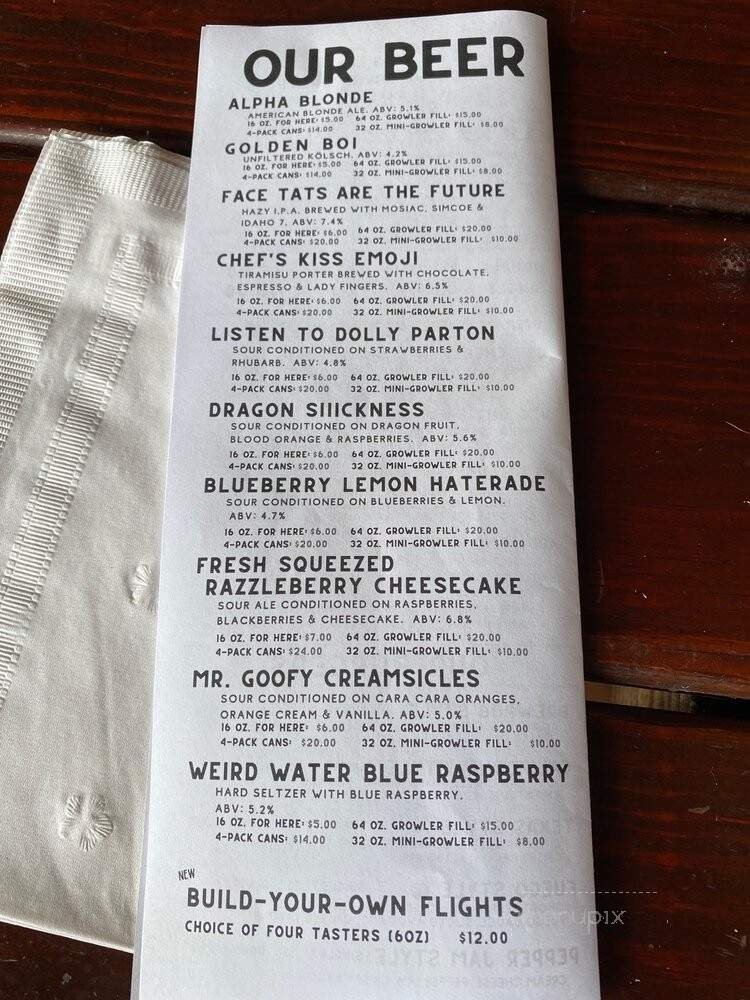 OUR BEER
ALPHA BLONDE
AMERICAN BLONDE ALE. ABV: 5.1%
16 OZ. FOR HERE: $5.00 64 OZ. GROWLER FILL: $15.00
4-PACK CANS: $14.00 32 OZ. MINI-GROWLER FILL: $8.00
GOLDEN BOI
UNFILTERED KÖLSCH. ABV: 4.2%
16 OZ. FOR HERE: $5.00 64 OZ. GROWLER FILL: $15.00
4-PACK CANS: $14.00 32 OZ. MINI-GROWLER FILL: $8.00
FACE TATS ARE THE FUTURE
HAZY I.P.A. BREWED WITH MOSIAC, SIMCOE &
IDAHO 7. ABV: 7.4%
16 OZ. FOR HERE: $6.00 64 OZ. GROWLER FILL: $20.00
4-PACK CANS: $20.00 32 OZ. MINI-GROWLER FILL: $10.00
CHEF'S KISS EMOJI
TIRAMISU PORTER BREWED WITH CHOCOLATE,
ESPRESSO & LADY FINGERS. ABV: 6.5%
16 OZ. FOR HERE: $6.00 64 OZ. GROWLER FILL: $20.00
4-PACK CANS: $20.00 32 OZ. MINI-GROWLER FILL: $10.00
LISTEN TO DOLLY PARTON
SOUR CONDITIONED ON STRAWBERRIES &
RHUBARB. ABV: 4.8%
16 OZ. FOR HERE: $6.00 64 OZ. GROWLER FILL: $20.00
4-PACK CANS: $20.00 32 OZ. MINI-GROWLER FILL: $10.00
DRAGON SIIICKNESS
SOUR CONDITIONED ON DRAGON FRUIT,
BLOOD ORANGE & RASPBERRIES. ABV: 5.6%
16 OZ. FOR HERE: $6.00 64 OZ. GROWLER FILL: $20.00
4-PACK CANS: $20.00 32 OZ. MINI-GROWLER FILL: $10.00
BLUEBERRY LEMON HATERADE
SOUR CONDITIONED ON BLUEBERRIES & LEMON.
ABV: 4.7%
16 OZ. FOR HERE: $6.00 64 OZ. GROWLER FILL: $20.00
4-PACK CANS: $20.00 32 OZ. MINI-GROWLER FILL: $10.00
FRESH SQUEEZED
RAZZLEBERRY CHEESECAKE
SOUR ALE CONDITIONED ON RASPBERRIES,
BLACKBERRIES & CHEESECAKE. ABV: 6.8%
16 OZ. FOR HERE: $7.00 64 OZ. GROWLER FILL: $20.00
4-PACK CANS: $24.00 32 OZ. MINI-GROWLER FILL: $10.00
MR. GOOFY CREAMSICLES
SOUR CONDITIONED ON CARA CARA ORANGES,
ORANGE CREAM & VANILLA. ABV: 5.0%
16 OZ. FOR HERE: $6.00 64 OZ. GROWLER FILL: $20.00
4-PACK CANS: $20.00 32 OZ. MINI-GROWLER FILL: $10.00
WEIRD WATER BLUE RASPBERRY
HARD SELTZER WITH BLUE RASPBERRY.
ABV: 5.2%
16 OZ. FOR HERE: $5.00 64 OZ. GROWLER FILL: $15.00
4-PACK CANS: $14.00 32 OZ. MINI-GROWLER FILL: $8.00
NEW
BUILD-YOUR-OWN FLIGHTS
CHOICE OF FOUR TASTERS (6OZ) $12.00